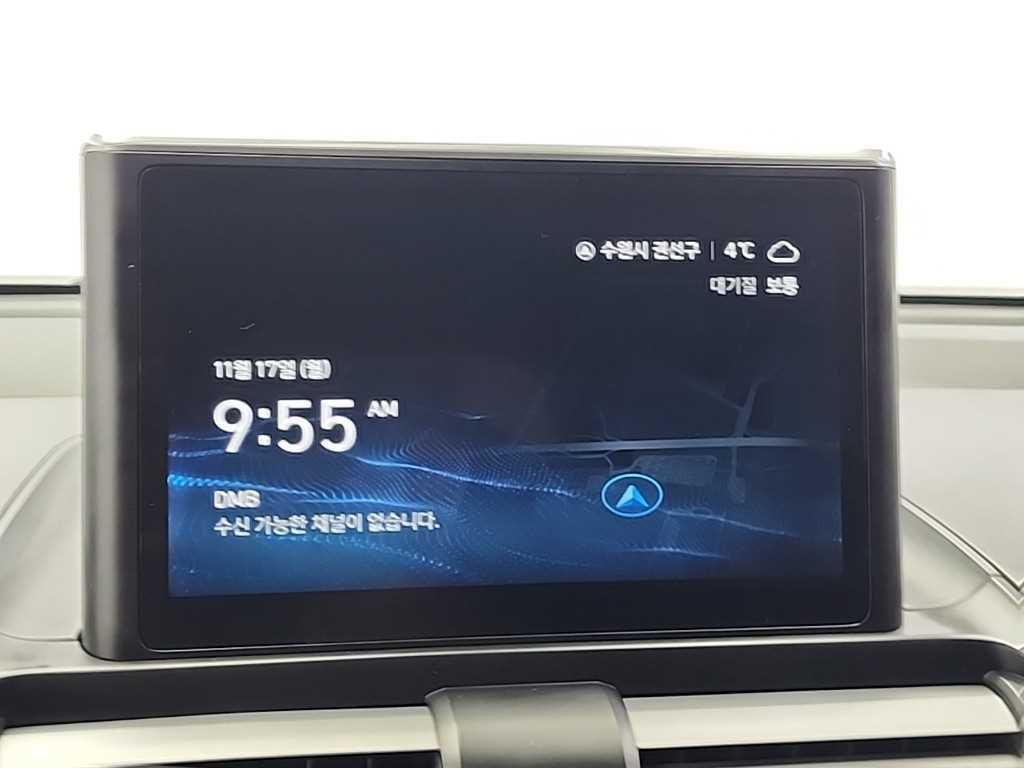 수원시 권선구 | 4℃
대기질 보통
11월 17일 (월)
9:55 AM
DMB
수신 가능한 채널이 없습니다.